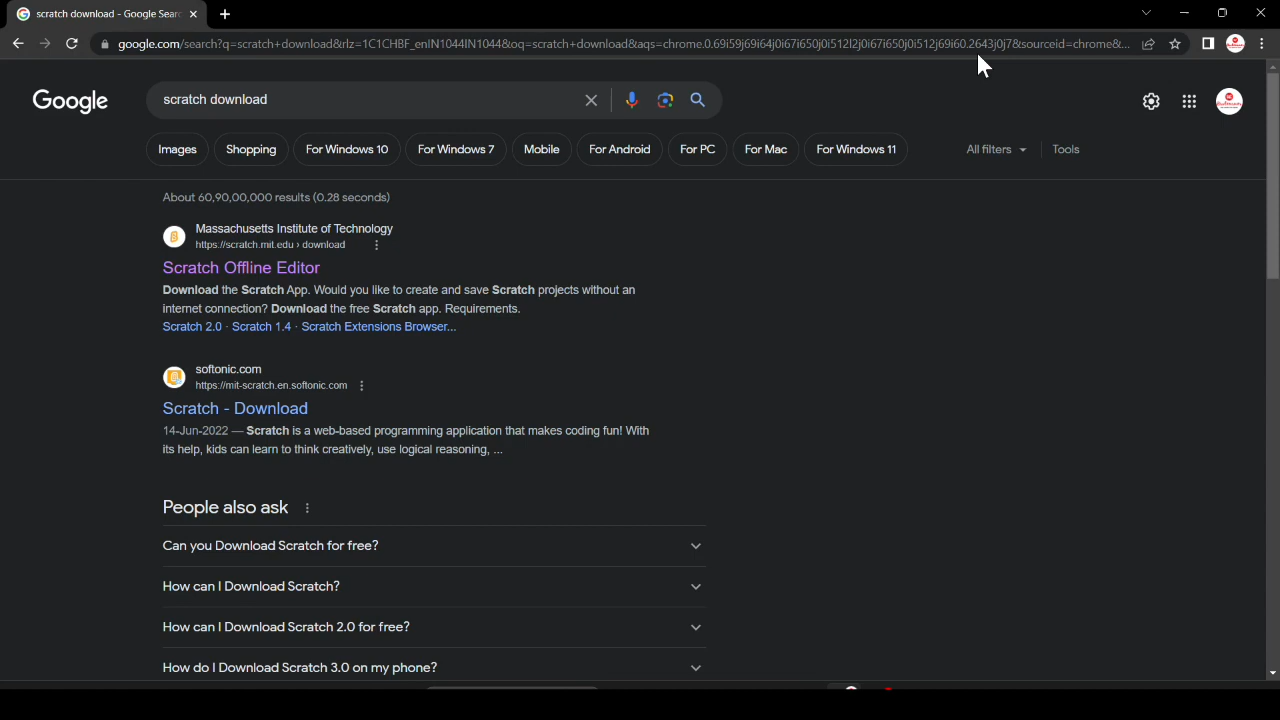 scratch download - Google Searc
google.com/search?q=scratch+download&rlz=1C1CHBF_enIN1044IN1044&oq=scratch+download&aqs=chrome.0.69i59j69i64j0i67i650j0i512l2j0i67i650j0i512j69i60.2643j0j7&sourceid=chrome&...
Google
scratch download
Images
Shopping
For Windows 10
For Windows 7
Mobile
For Android
For PC
For Mac
For Windows 11
All filters
Tools
About 60,90,00,000 results (0.28 seconds)
Massachusetts Institute of Technology
https://scratch.mit.edu › download
Scratch Offline Editor
Download the Scratch App. Would you like to create and save Scratch projects without an
internet connection? Download the free Scratch app. Requirements.
Scratch 2.0 · Scratch 1.4 · Scratch Extensions Browser...
softonic.com
https://mit-scratch.en.softonic.com
Scratch - Download
14-Jun-2022 — Scratch is a web-based programming application that makes coding fun! With
its help, kids can learn to think creatively, use logical reasoning, ...
People also ask
Can you Download Scratch for free?
How can I Download Scratch?
How can I Download Scratch 2.0 for free?
How do I Download Scratch 3.0 on my phone?